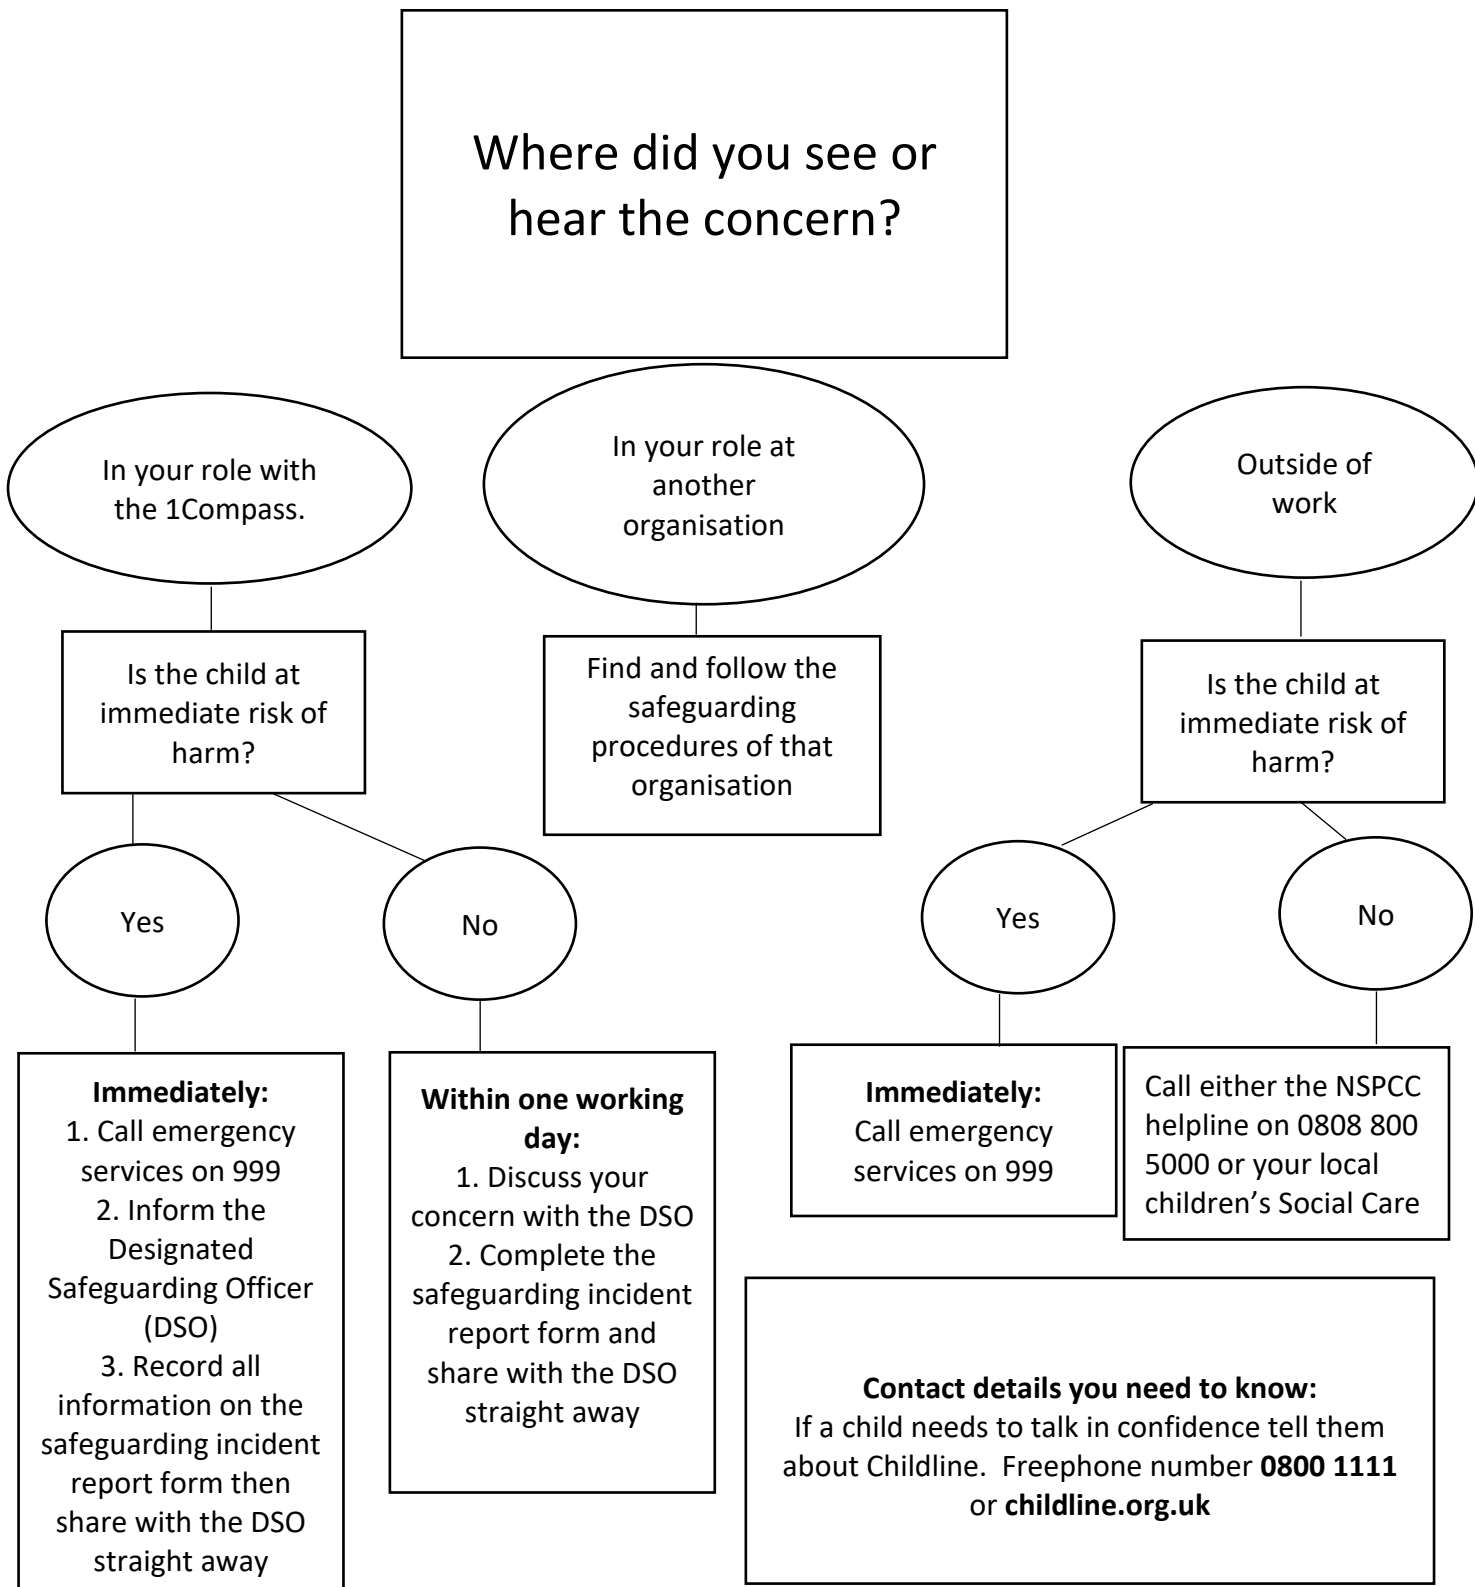 Where did you see or
hear the concern?
In your role with
the 1Compass.
In your role at
another
organisation
Outside of
work
Is the child at
immediate risk of
harm?
Find and follow the
safeguarding
procedures of that
organisation
Is the child at
immediate risk of
harm?
Yes
No
Yes
No
Immediately:
1. Call emergency
services on 999
2. Inform the
Designated
Safeguarding Officer
(DSO)
3. Record all
information on the
safeguarding incident
report form then
share with the DSO
straight away
Within one working
day:
1. Discuss your
concern with the DSO
2. Complete the
safeguarding incident
report form and
share with the DSO
straight away
Immediately:
Call emergency
services on 999
Call either the NSPCC
helpline on 0808 800
5000 or your local
children’s Social Care
Contact details you need to know:
If a child needs to talk in confidence tell them
about Childline.  Freephone number 0800 1111
or childline.org.uk